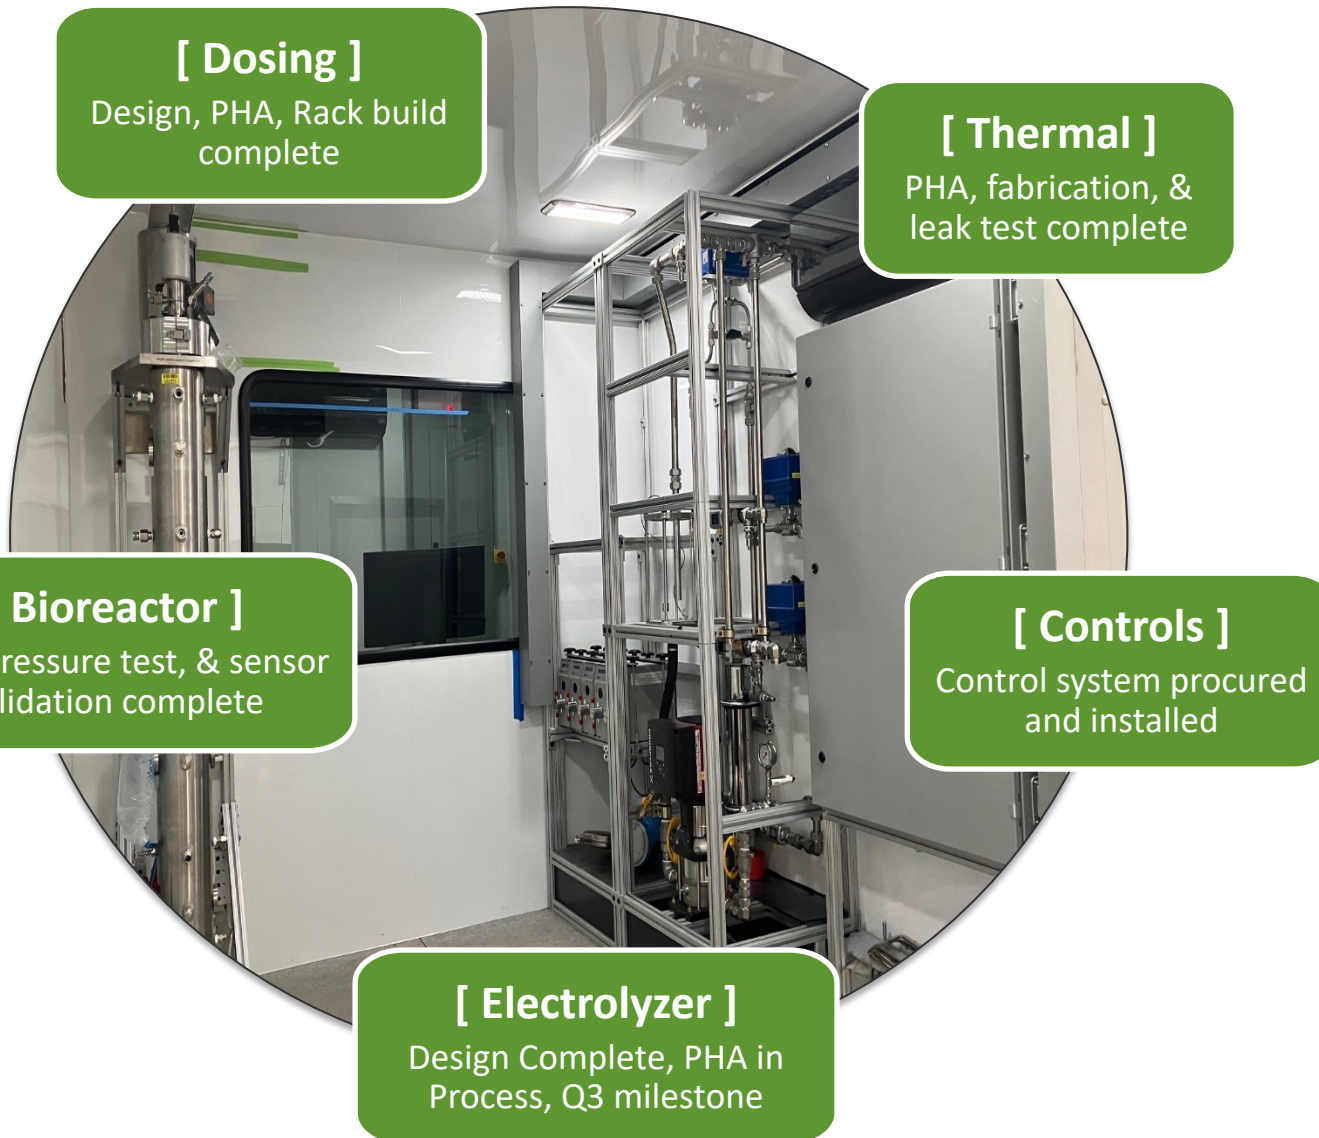 [ Dosing ]
Design, PHA, Rack build
complete
[ Thermal ]
PHA, fabrication, &
leak test complete
Bioreactor ]
ressure test, & sensor
lidation complete
[ Controls ]
Control system procured
and installed
[ Electrolyzer ]
Design Complete, PHA in
Process, Q3 milestone